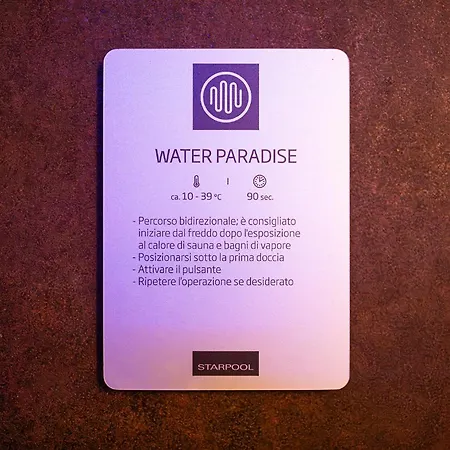 WATER PARADISE
ca. 10 - 39 °C | 90 sec.
- Percorso bidirezionale; è consigliato
iniziare dal freddo dopo l'esposizione
al calore di sauna e bagni di vapore
- Posizionarsi sotto la prima doccia
- Attivare il pulsante
- Ripetere l'operazione se desiderato
STARPOOL